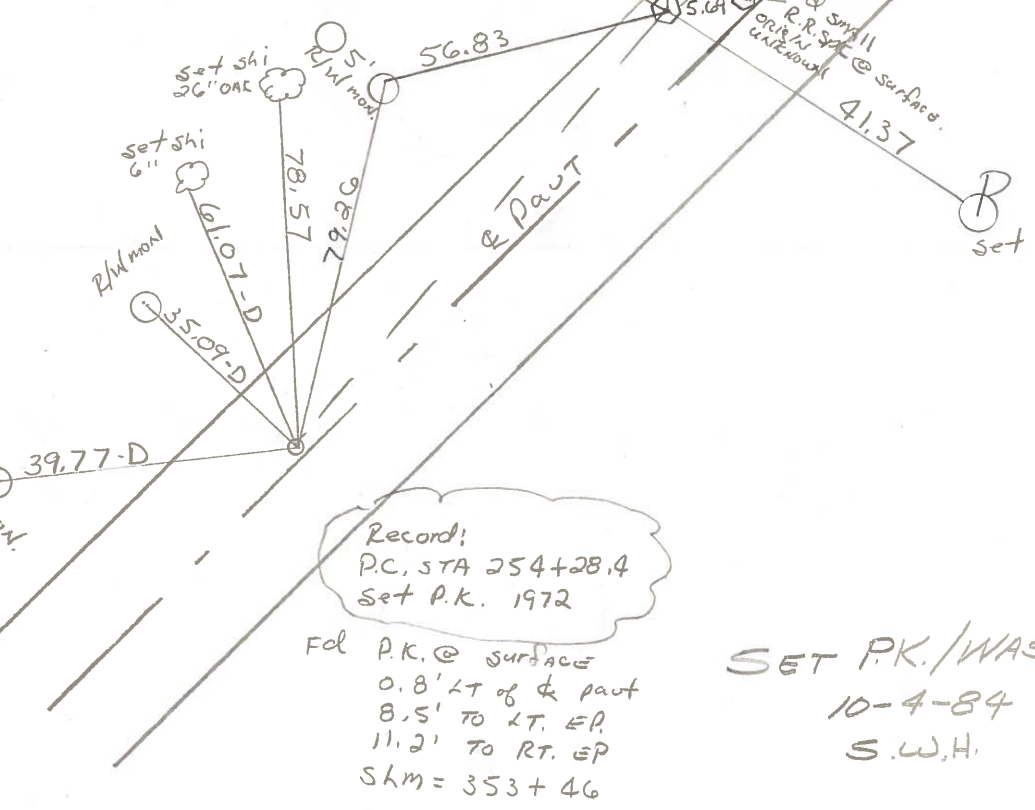 5.69
℄ small
R.R. SPK @ surface.
ORIGIN
UNKNOWN
56.83
5'
R/W mon.
set shi
26" OAK
41.37
set shi
6"
78.57
79.26
℄ Pavt
61.07-D
set
R/W mon
35.09-D
39.77-D
Record:
P.C. STA 254+28.4
Set P.K. 1972
Fd P.K. @ surface
0.8' LT of ℄ pavt
8.5' TO LT. EP.
11.2' TO RT. EP
Shm = 353+46
SET P.K./WAS
10-4-84
S.W.H.